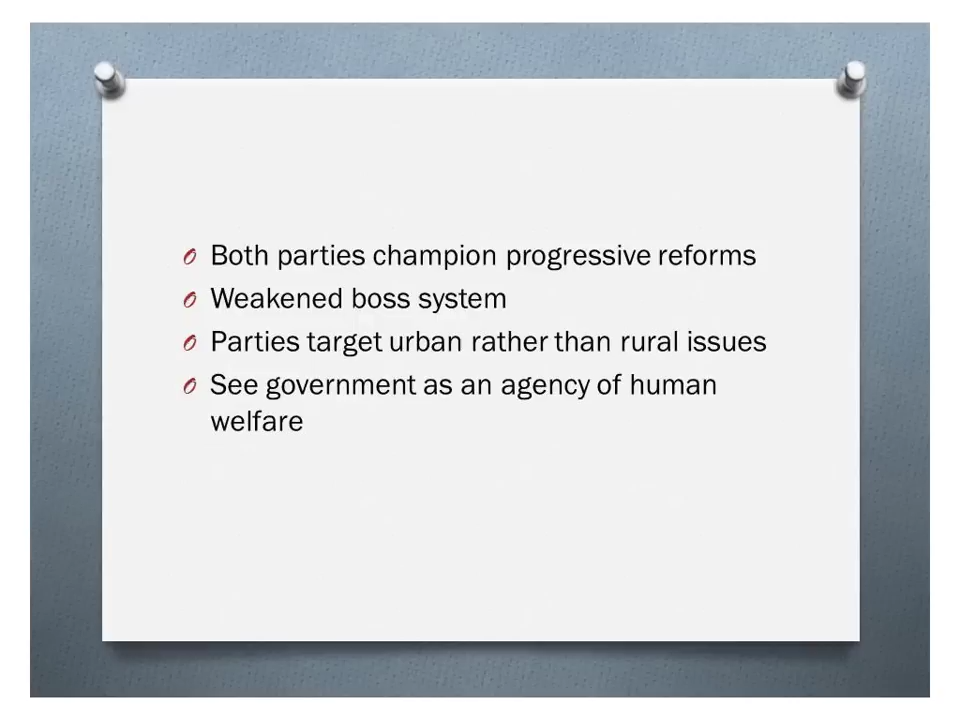 Both parties champion progressive reforms
Weakened boss system
Parties target urban rather than rural issues
See government as an agency of human
welfare